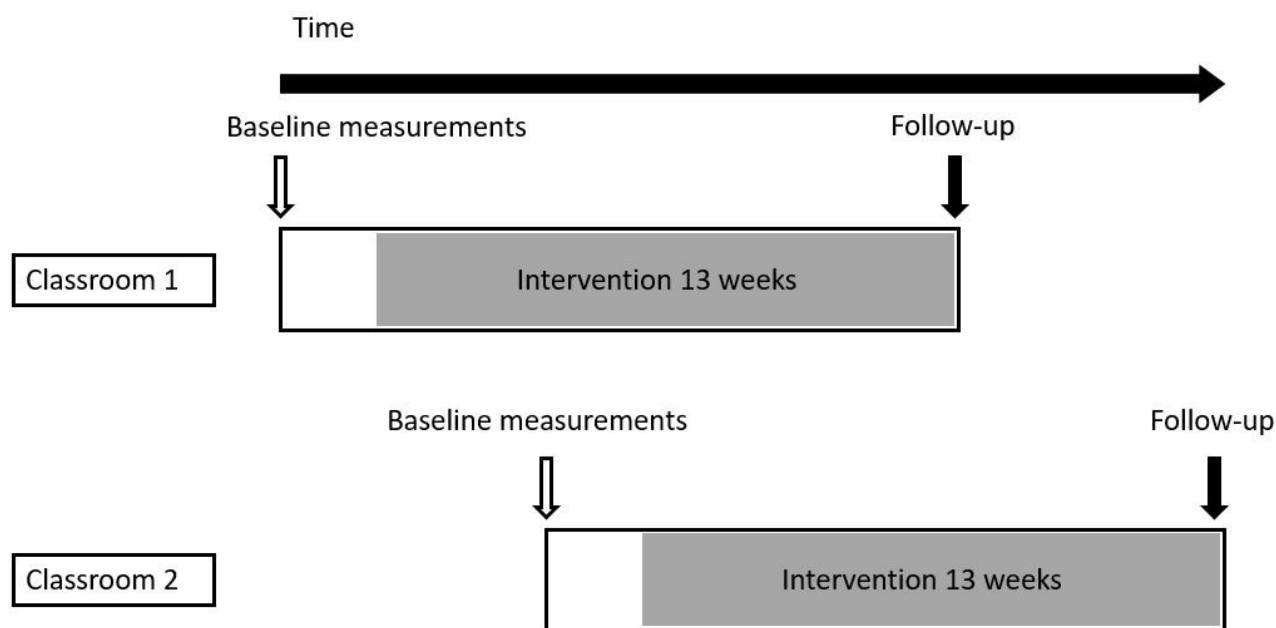 Time
Baseline measurements
Follow-up
Classroom 1
Intervention 13 weeks
Baseline measurements
Follow-up
Classroom 2
Intervention 13 weeks